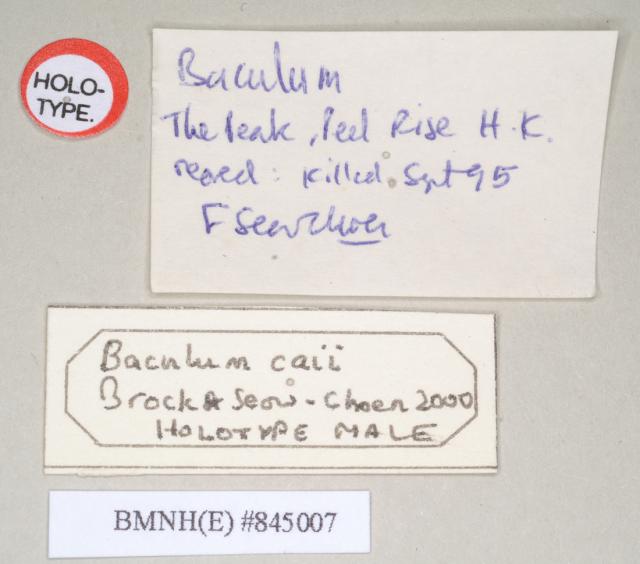 HOLO-
TYPE.
Baculum
The Peak, Peel Rise H.K.
reared: killed. Sept 95
F Seow Choen
Baculum caii
Brock & Seow-Choen 2000
HOLOTYPE MALE
BMNH(E) #845007